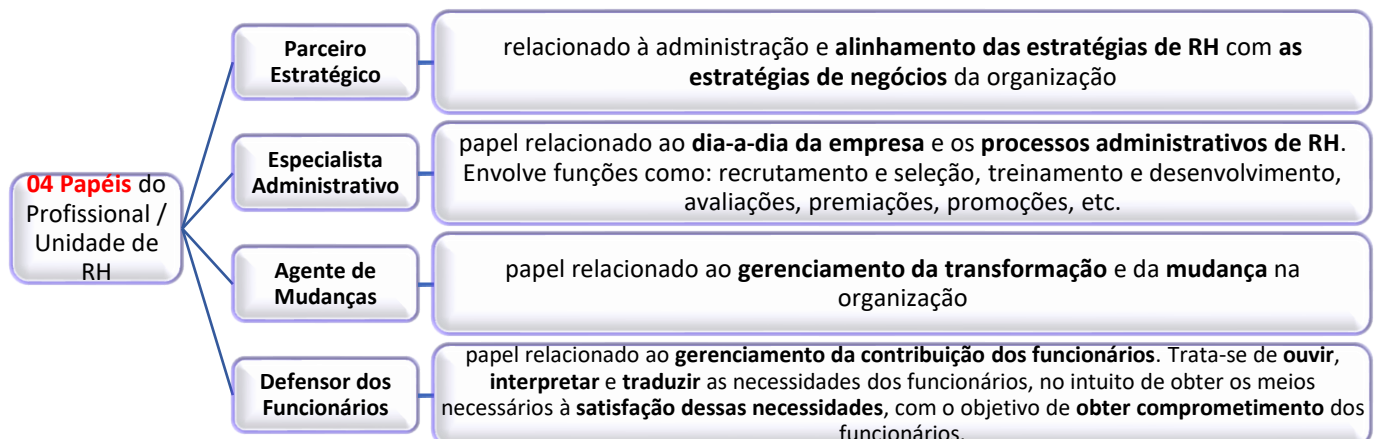 04 Papéis do
Profissional /
Unidade de
RH
Parceiro
Estratégico
relacionado à administração e alinhamento das estratégias de RH com as
estratégias de negócios da organização
Especialista
Administrativo
papel relacionado ao dia-a-dia da empresa e os processos administrativos de RH.
Envolve funções como: recrutamento e seleção, treinamento e desenvolvimento,
avaliações, premiações, promoções, etc.
Agente de
Mudanças
papel relacionado ao gerenciamento da transformação e da mudança na
organização
Defensor dos
Funcionários
papel relacionado ao gerenciamento da contribuição dos funcionários. Trata-se de ouvir,
interpretar e traduzir as necessidades dos funcionários, no intuito de obter os meios
necessários à satisfação dessas necessidades, com o objetivo de obter comprometimento dos
funcionários.